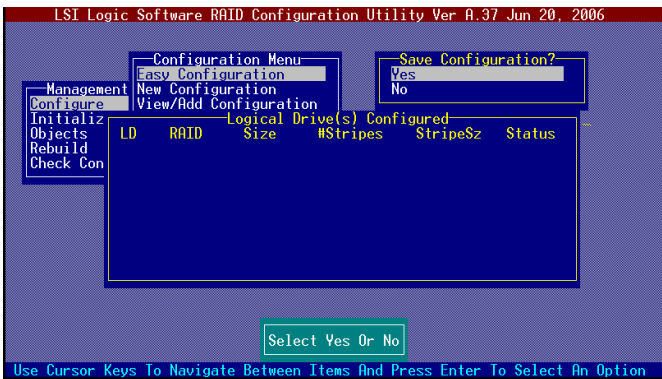 LSI Logic Software RAID Configuration Utility Ver A.37 Jun 20, 2006
Configuration Menu
Easy Configuration
New Configuration
View/Add Configuration
Save Configuration?
Yes
No
Management
Configure
Initializ
Objects
Rebuild
Check Con
Logical Drive(s) Configured
LD RAID Size #Stripes StripeSz Status
Select Yes Or No
Use Cursor Keys To Navigate Between Items And Press Enter To Select An Option